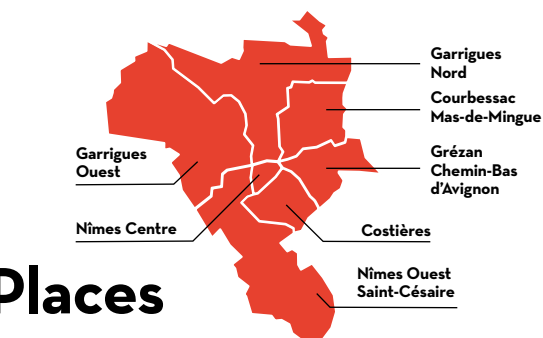 Garrigues
Nord
Courbessac
Mas-de-Mingue
Garrigues
Ouest
Grézan
Chemin-Bas
d'Avignon
Nîmes Centre
Costières
Nîmes Ouest
Saint-Césaire
Places